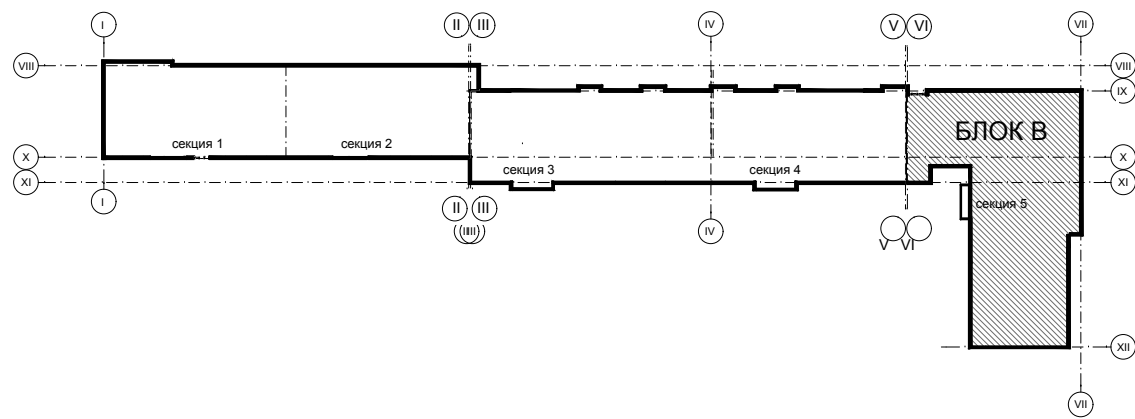 I II III IV V VI VII
VIII VIII
IX
БЛОК В
секция 1 секция 2
X X
секция 3 секция 4
XI XI
секция 5
I II III IV
V VI
XII
VII